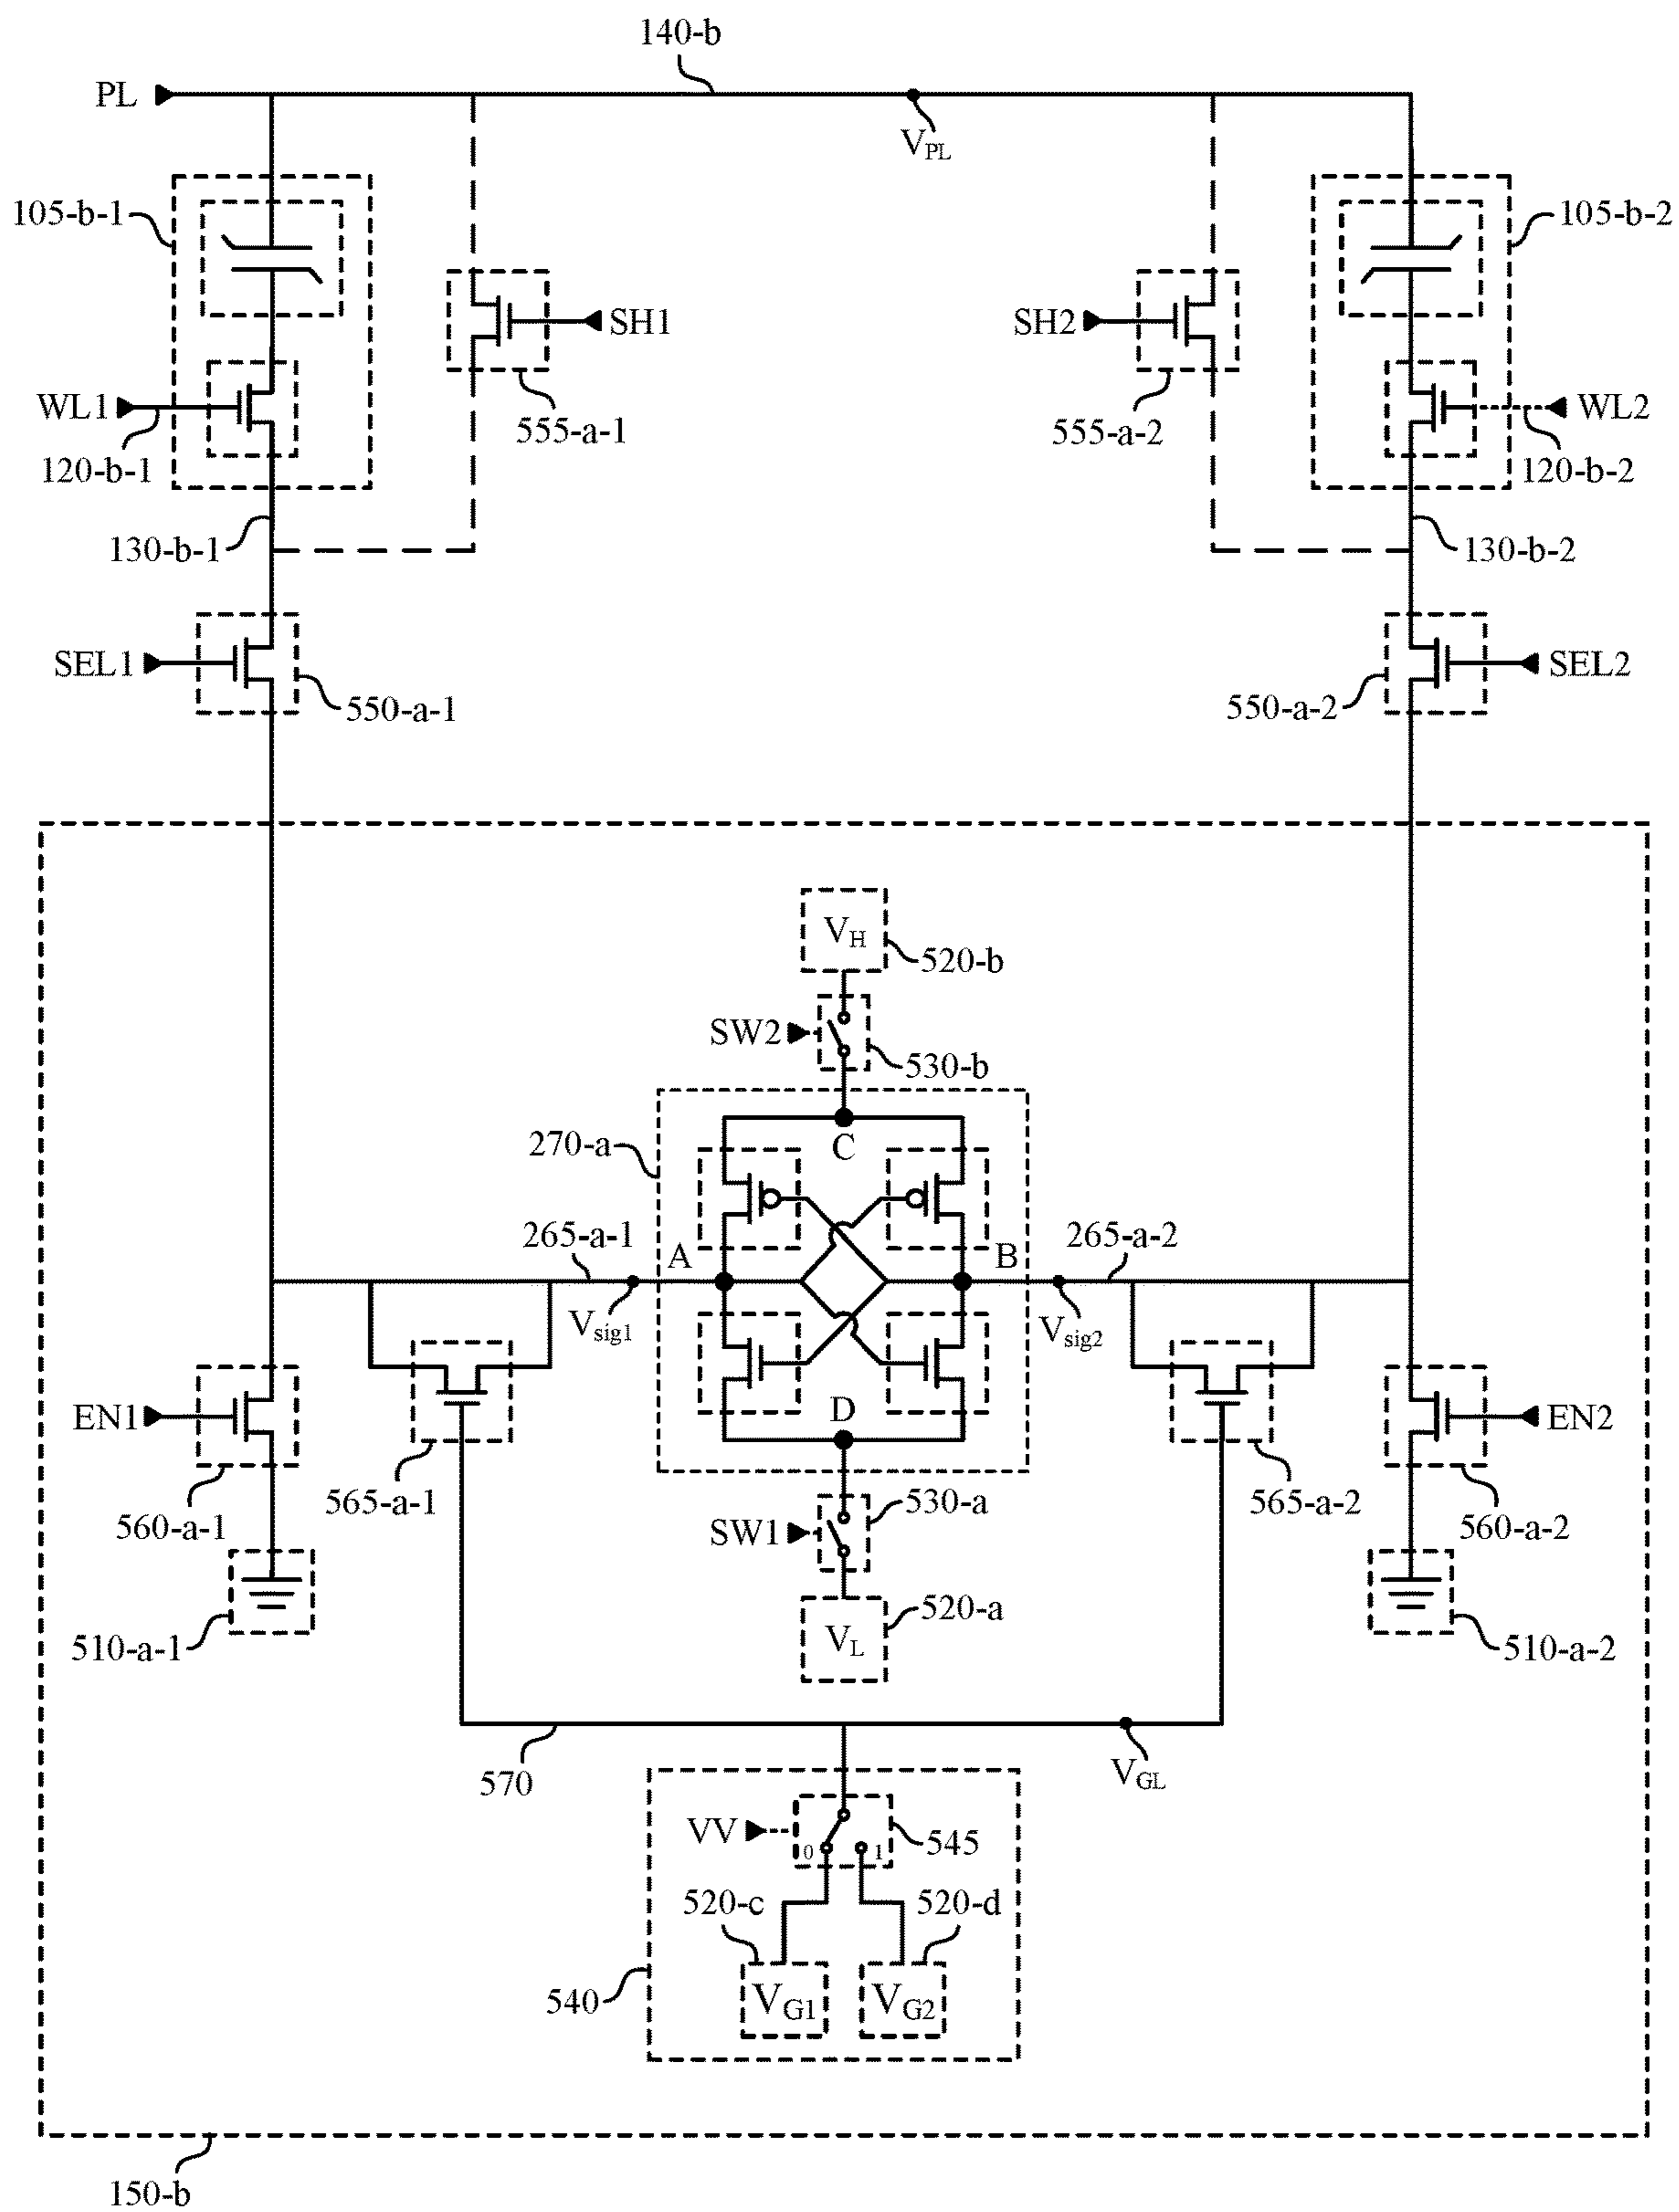 140-b
PL
VPL
105-b-1
105-b-2
SH1
SH2
WL1
WL2
555-a-1
555-a-2
120-b-1
120-b-2
130-b-1
130-b-2
SEL1
SEL2
550-a-1
550-a-2
VH
520-b
SW2
530-b
270-a
C
265-a-1
A
B
265-a-2
Vsig1
Vsig2
EN1
D
EN2
565-a-1
530-a
565-a-2
560-a-1
SW1
560-a-2
510-a-1
VL
520-a
510-a-2
570
VGL
VV
0
1
545
520-c
520-d
540
VG1
VG2
150-b